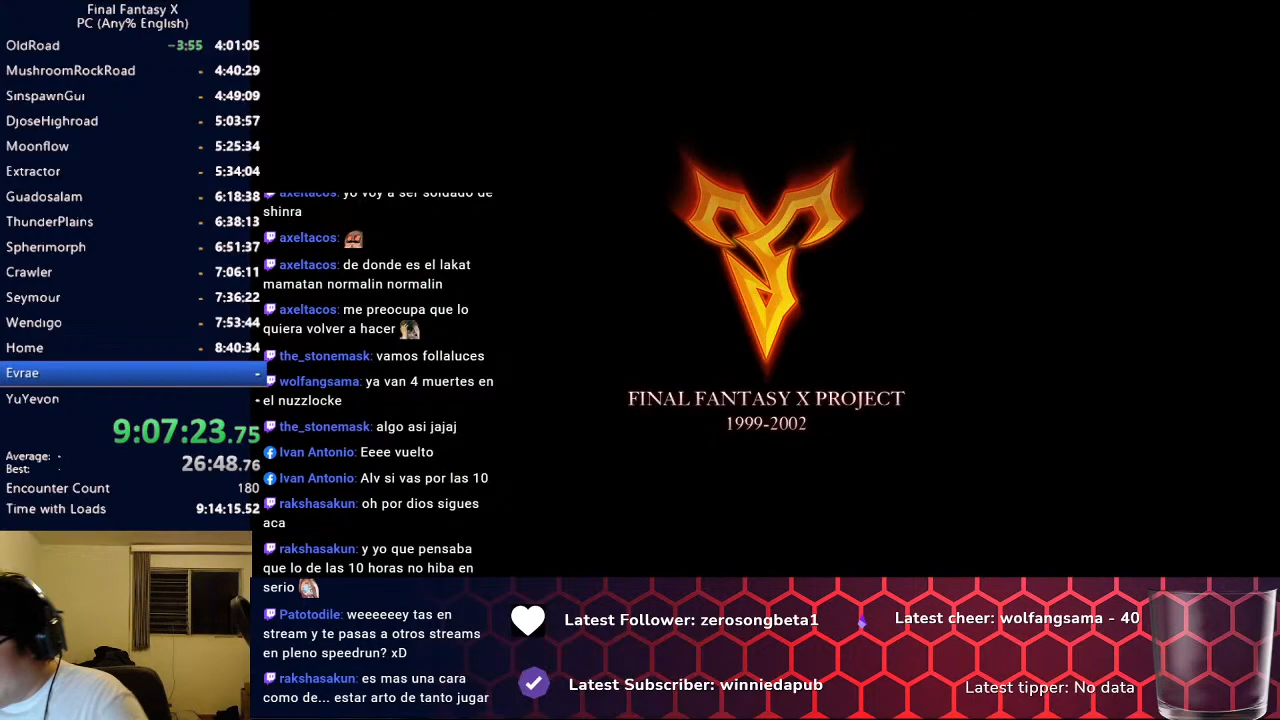 Final Fantasy X
PC (Any% English)
OldRoad -3:55 4:01:05
MushroomRockRoad - 4:40:29
SinspawnGui - 4:49:09
DjoseHighroad - 5:03:57
Moonflow - 5:25:34
Extractor - 5:34:04
Guadosalam - 6:18:38
ThunderPlains - 6:38:13
Spherimorph - 6:51:37
Crawler - 7:06:11
Seymour - 7:36:22
Wendigo - 7:53:44
Home - 8:40:34
Evrae -
YuYevon -
9:07:23.75
Average: -
Best: -
26:48.76
Encounter Count 180
Time with Loads 9:14:15.52
axeltacos: yo voy a ser soldado de
shinra
axeltacos:
axeltacos: de donde es el lakat
mamatan normalin normalin
axeltacos: me preocupa que lo
quiera volver a hacer
the_stonemask: vamos follaluces
wolfangsama: ya van 4 muertes en
el nuzzlocke
the_stonemask: algo asi jajaj
Ivan Antonio: Eeee vuelto
Ivan Antonio: Alv si vas por las 10
rakshasakun: oh por dios sigues
aca
rakshasakun: y yo que pensaba
que lo de las 10 horas no hiba en
serio
Patotodile: weeeeeey tas en
stream y te pasas a otros streams
en pleno speedrun? xD
rakshasakun: es mas una cara
como de... estar arto de tanto jugar
FINAL FANTASY X PROJECT
1999-2002
Latest Follower: zerosongbeta1
Latest cheer: wolfangsama - 40
Latest Subscriber: winniedapub
Latest tipper: No data